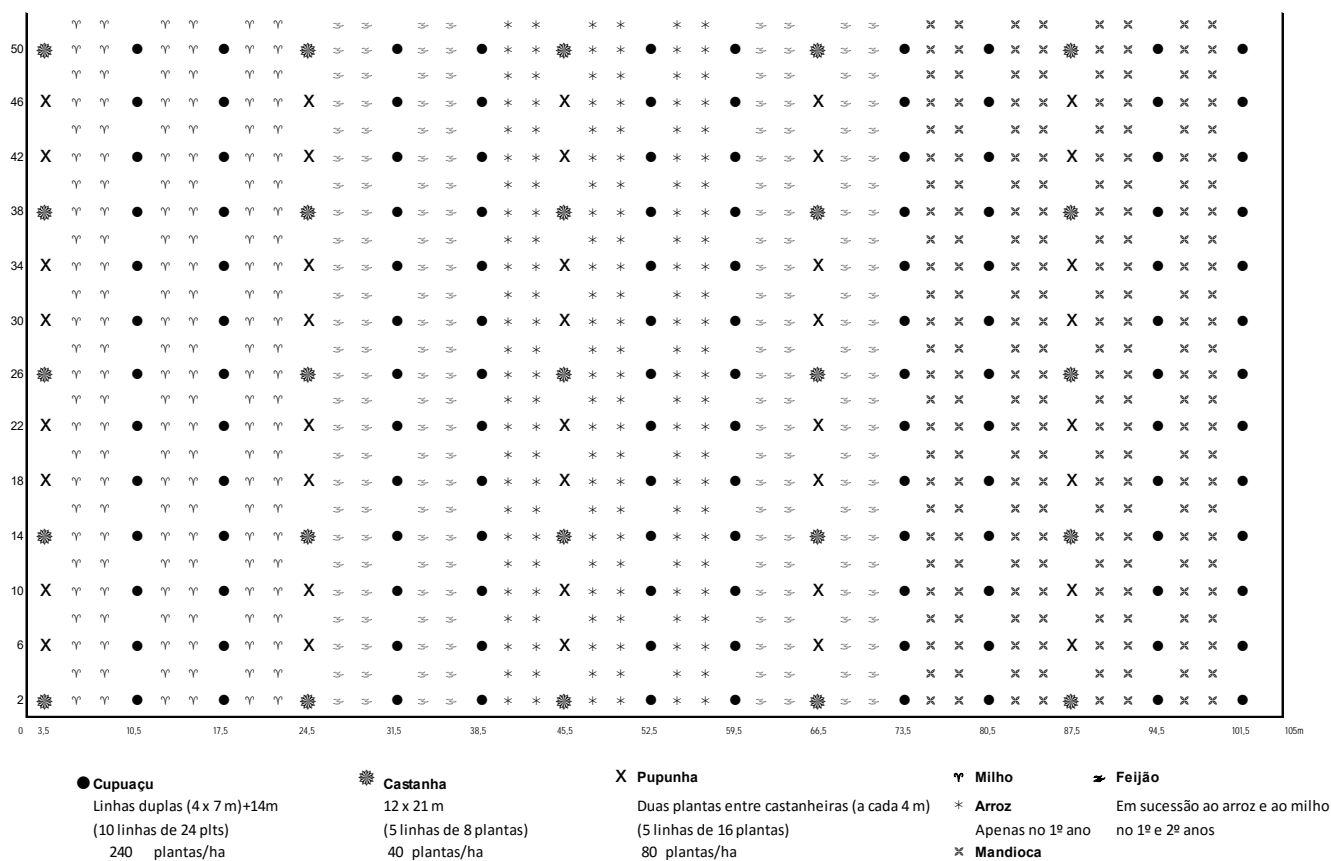 50
46
42
38
34
30
26
22
18
14
10
6
2
0 3,5 10,5 17,5 24,5 31,5 38,5 45,5 52,5 59,5 66,5 73,5 80,5 87,5 94,5 101,5 105m
Cupuaçu
Linhas duplas (4 x 7 m)+14m
(10 linhas de 24 plts)
240 plantas/ha
Castanha
12 x 21 m
(5 linhas de 8 plantas)
40 plantas/ha
X Pupunha
Duas plantas entre castanheiras (a cada 4 m)
(5 linhas de 16 plantas)
80 plantas/ha
Milho
Arroz
Apenas no 1º ano
Mandioca
Feijão
Em sucessão ao arroz e ao milho
no 1º e 2º anos